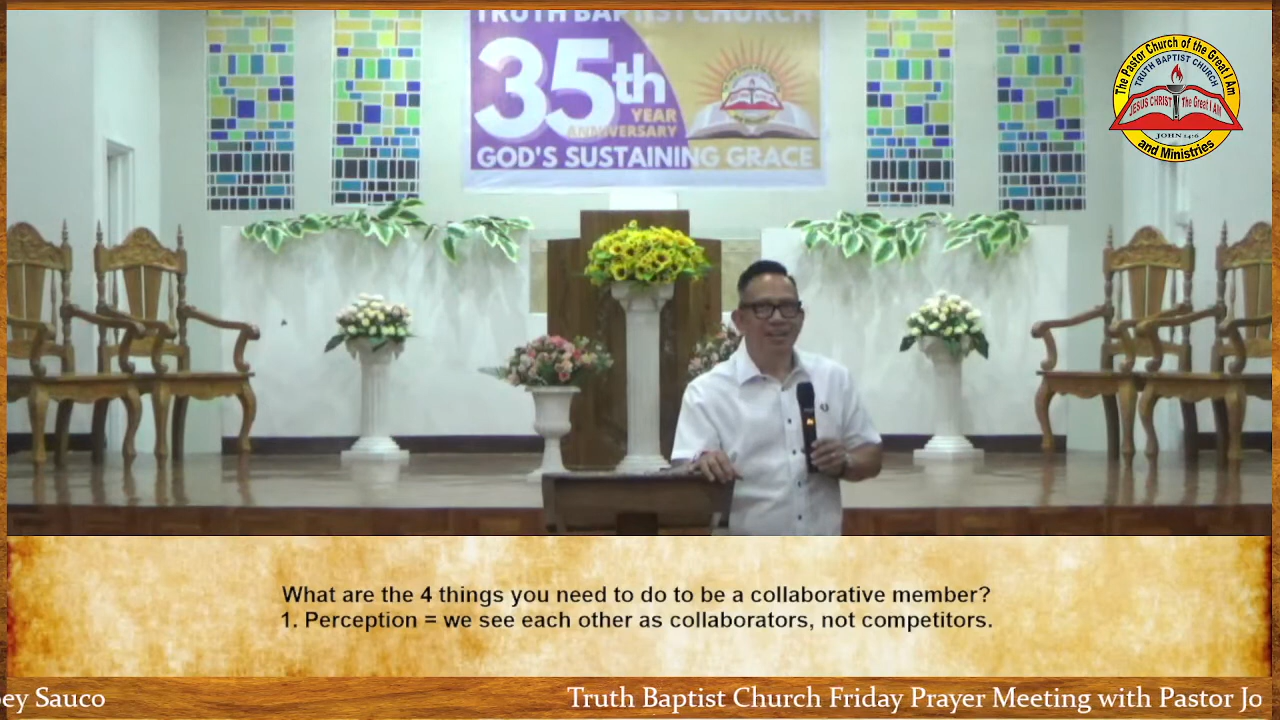 TRUTH BAPTIST CHURCH
35th
YEAR
ANNIVERSARY
GOD'S SUSTAINING GRACE
The Pastor Church of the Great I Am
TRUTH BAPTIST CHURCH
JESUS CHRIST The Great I AM
JOHN 14:6
and Ministries
What are the 4 things you need to do to be a collaborative member?
1. Perception = we see each other as collaborators, not competitors.
ey Sauco
Truth Baptist Church Friday Prayer Meeting with Pastor Jo